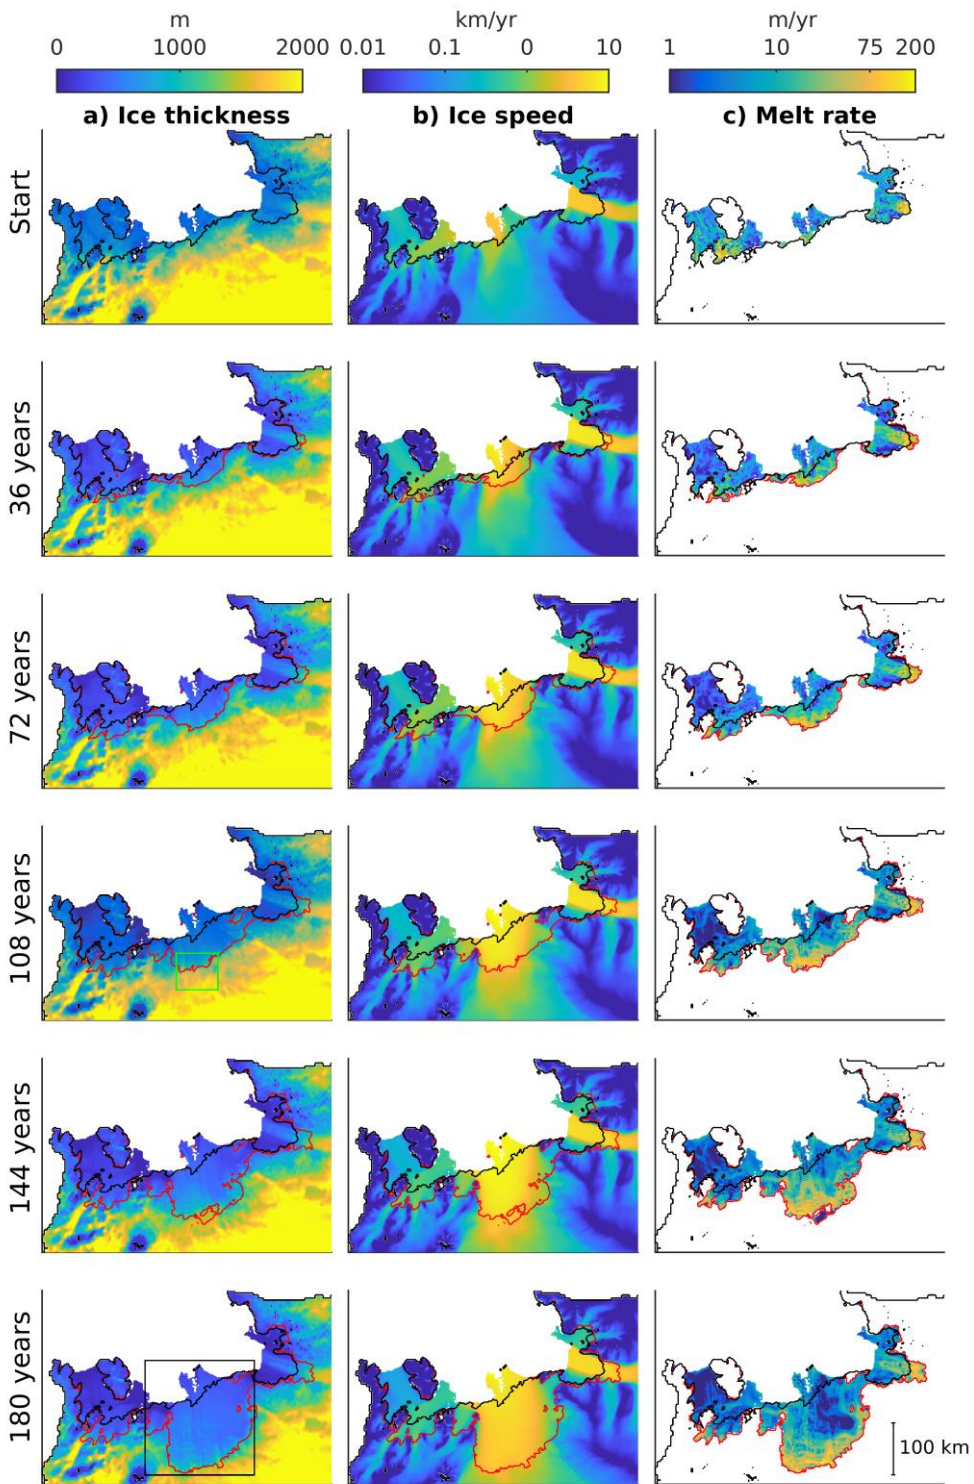 m km/yr m/yr
0 1000 2000 0.01 0.1 0 10 1 10 75 200
a) Ice thickness b) Ice speed c) Melt rate
Start
36 years
72 years
108 years
144 years
180 years
100 km